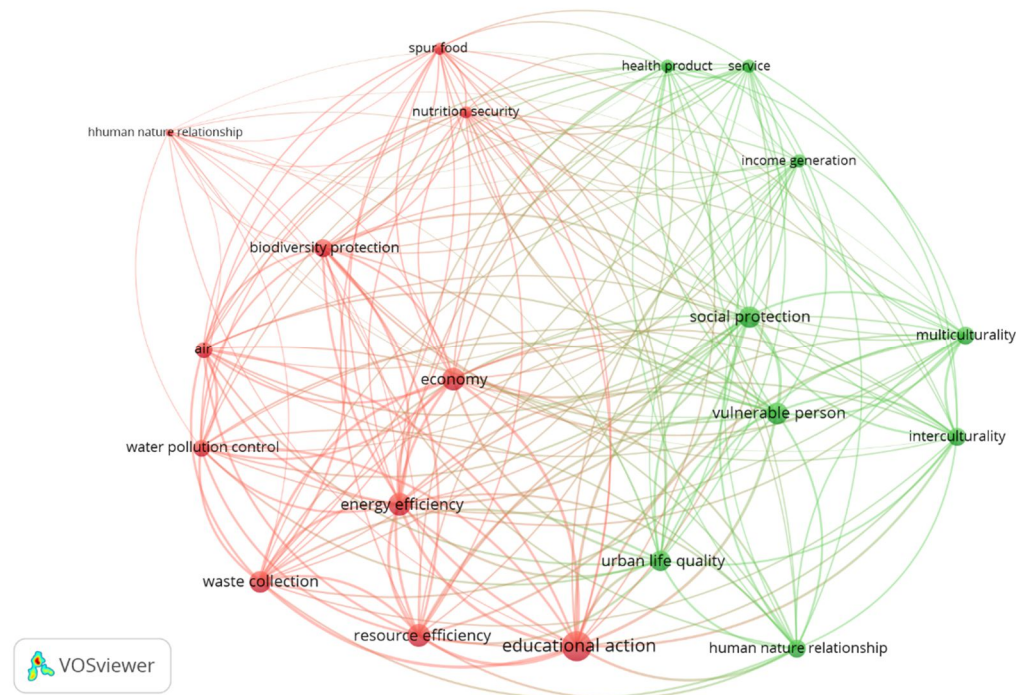 spur food
health product
service
nutrition security
hhuman nature relationship
income generation
biodiversity protection
social protection
multiculturality
air
economy
vulnerable person
interculturality
water pollution control
energy efficiency
urban life quality
waste collection
resource efficiency
educational action
human nature relationship
VOSviewer